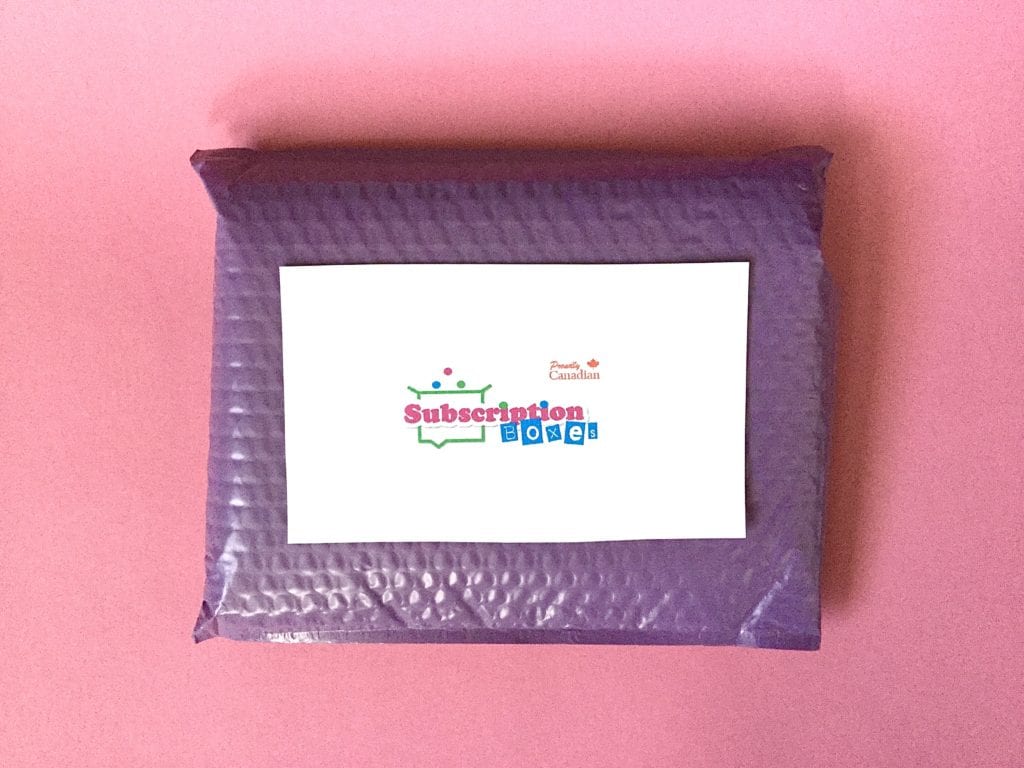 Proudly
Canadian
Subscription
Boxes